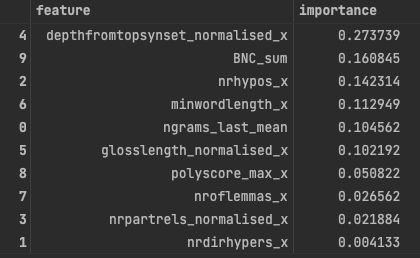 feature importance
4 depthfromtopsynset_normalised_x 0.273739
9 BNC_sum 0.160845
2 nrhypos_x 0.142314
6 minwordlength_x 0.112949
0 ngrams_last_mean 0.104562
5 glosslength_normalised_x 0.102192
8 polyscore_max_x 0.050822
7 nroflemmas_x 0.026562
3 nrpartrels_normalised_x 0.021884
1 nrdirhypers_x 0.004133